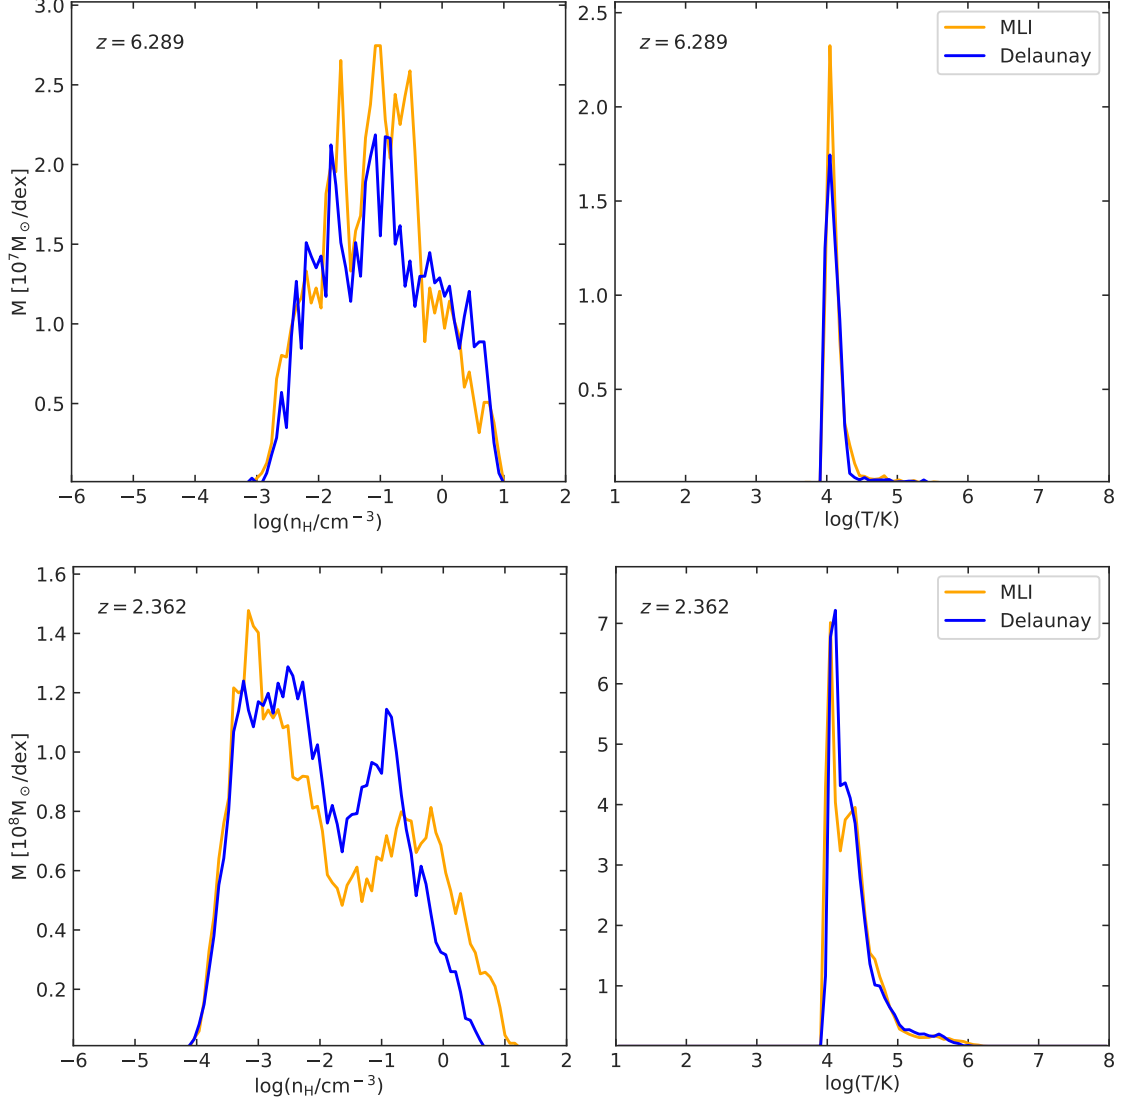 3.0
2.5
2.0
1.5
1.0
0.5
M [10⁷M☉/dex]
z = 6.289
−6 −5 −4 −3 −2 −1 0 1 2
log(n_H/cm⁻³)
2.5
2.0
1.5
1.0
0.5
z = 6.289
MLI
Delaunay
1 2 3 4 5 6 7 8
log(T/K)
1.6
1.4
1.2
1.0
0.8
0.6
0.4
0.2
M [10⁸M☉/dex]
z = 2.362
−6 −5 −4 −3 −2 −1 0 1 2
log(n_H/cm⁻³)
7
6
5
4
3
2
1
z = 2.362
MLI
Delaunay
1 2 3 4 5 6 7 8
log(T/K)